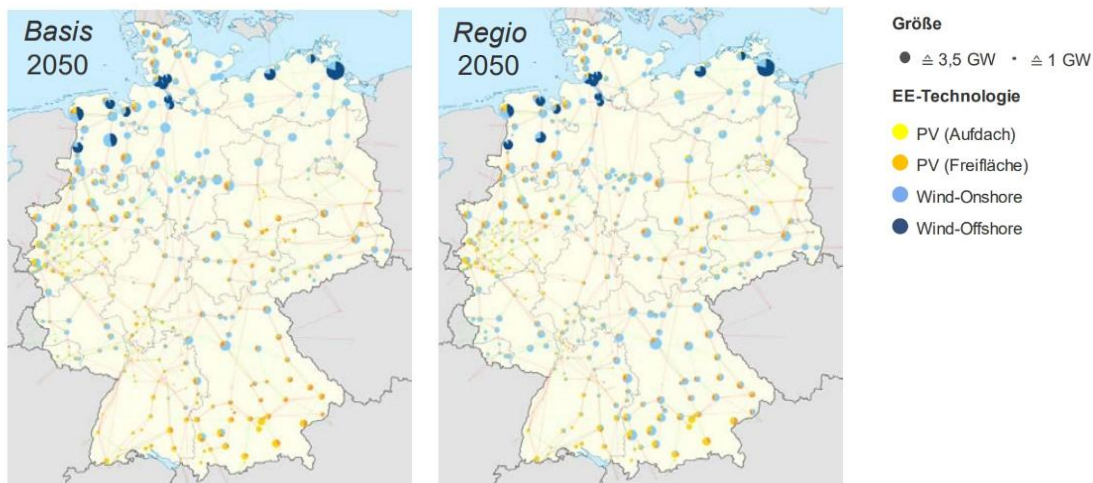 Basis
2050
Regio
2050
Größe
≙ 3,5 GW ≙ 1 GW
EE-Technologie
PV (Aufdach)
PV (Freifläche)
Wind-Onshore
Wind-Offshore